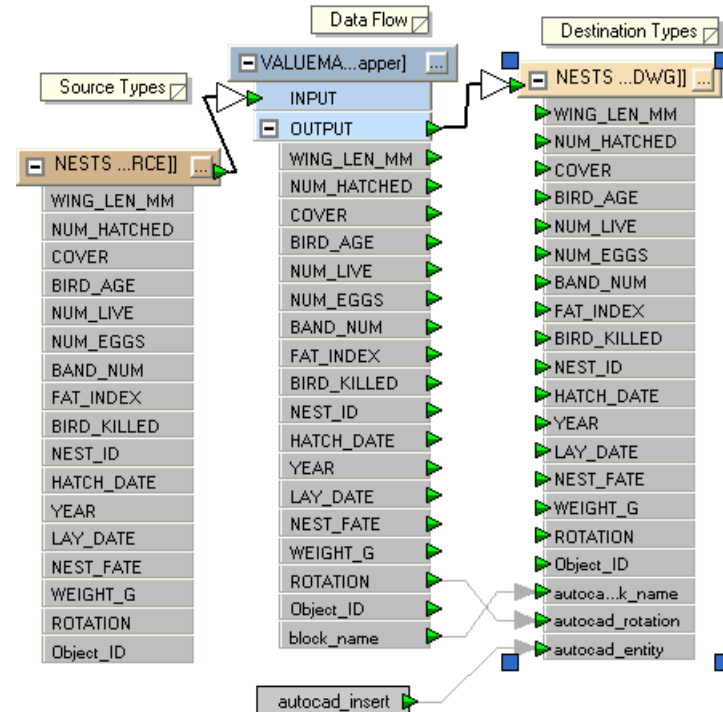 Data Flow
Destination Types
Source Types
VALUEMA...apper] ...
INPUT
OUTPUT
WING_LEN_MM
NUM_HATCHED
COVER
BIRD_AGE
NUM_LIVE
NUM_EGGS
BAND_NUM
FAT_INDEX
BIRD_KILLED
NEST_ID
HATCH_DATE
YEAR
LAY_DATE
NEST_FATE
WEIGHT_G
ROTATION
Object_ID
block_name
NESTS ...RCE]] ...
WING_LEN_MM
NUM_HATCHED
COVER
BIRD_AGE
NUM_LIVE
NUM_EGGS
BAND_NUM
FAT_INDEX
BIRD_KILLED
NEST_ID
HATCH_DATE
YEAR
LAY_DATE
NEST_FATE
WEIGHT_G
ROTATION
Object_ID
NESTS ...DWG]] ...
WING_LEN_MM
NUM_HATCHED
COVER
BIRD_AGE
NUM_LIVE
NUM_EGGS
BAND_NUM
FAT_INDEX
BIRD_KILLED
NEST_ID
HATCH_DATE
YEAR
LAY_DATE
NEST_FATE
WEIGHT_G
ROTATION
Object_ID
autoca...k_name
autocad_rotation
autocad_entity
autocad_insert